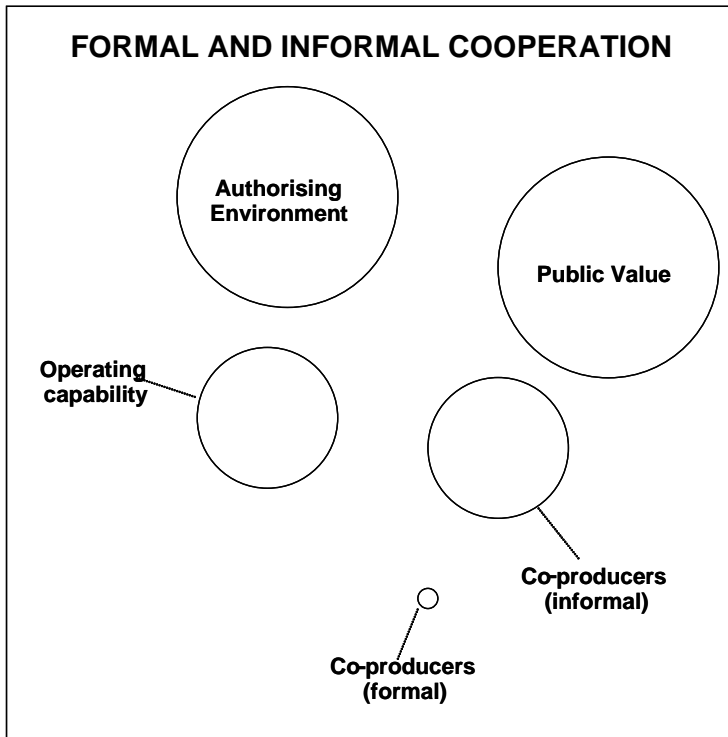 FORMAL AND INFORMAL COOPERATION
Authorising
Environment
Public Value
Operating
capability
Co-producers
(informal)
Co-producers
(formal)